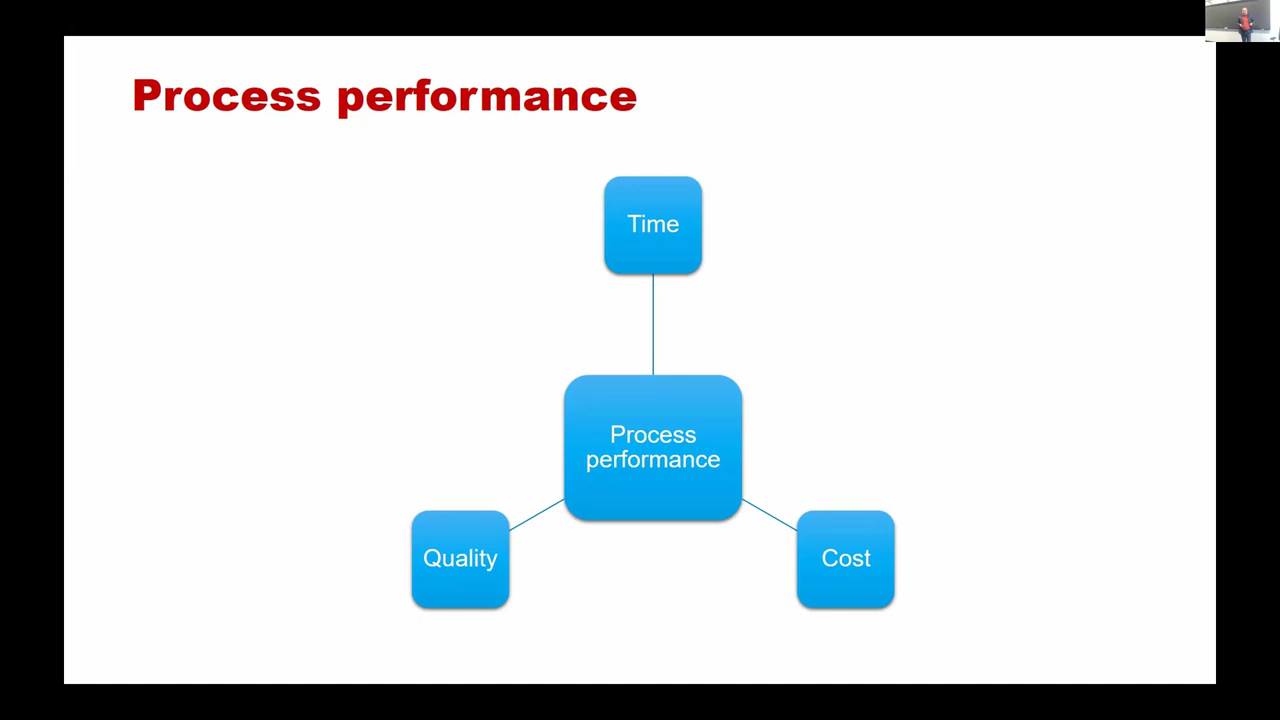 Process performance
Time
Process
performance
Quality
Cost